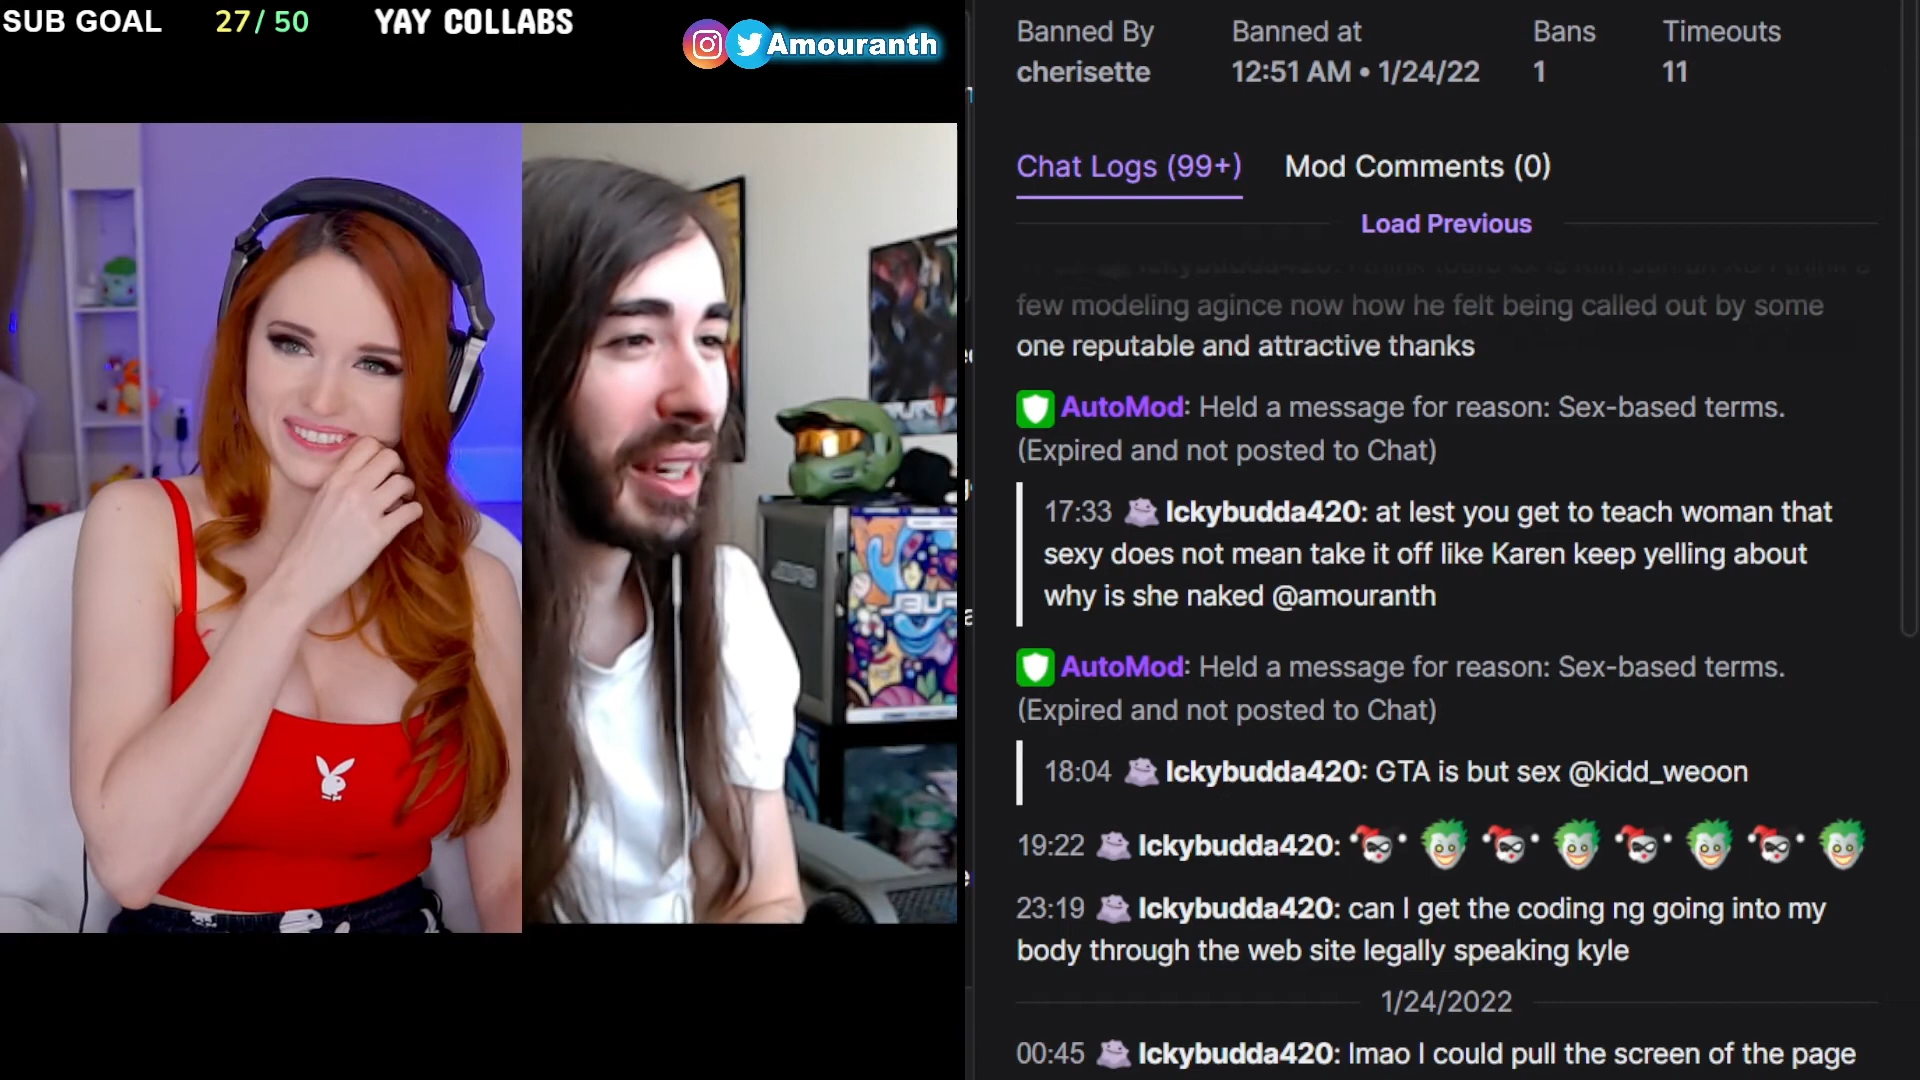 SUB GOAL 27/ 50 YAY COLLABS
Amouranth
Banned By Banned at Bans Timeouts
cherisette 12:51 AM • 1/24/22 1 11
Chat Logs (99+) Mod Comments (0)
Load Previous
few modeling agince now how he felt being called out by some
one reputable and attractive thanks
AutoMod: Held a message for reason: Sex-based terms.
(Expired and not posted to Chat)
17:33 Ickybudda420: at lest you get to teach woman that
sexy does not mean take it off like Karen keep yelling about
why is she naked @amouranth
AutoMod: Held a message for reason: Sex-based terms.
(Expired and not posted to Chat)
18:04 Ickybudda420: GTA is but sex @kidd_weoon
19:22 Ickybudda420:
23:19 Ickybudda420: can I get the coding ng going into my
body through the web site legally speaking kyle
1/24/2022
00:45 Ickybudda420: lmao I could pull the screen of the page